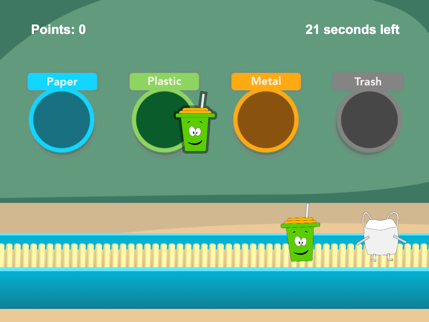 Points: 0
21 seconds left
Paper
Plastic
Metal
Trash